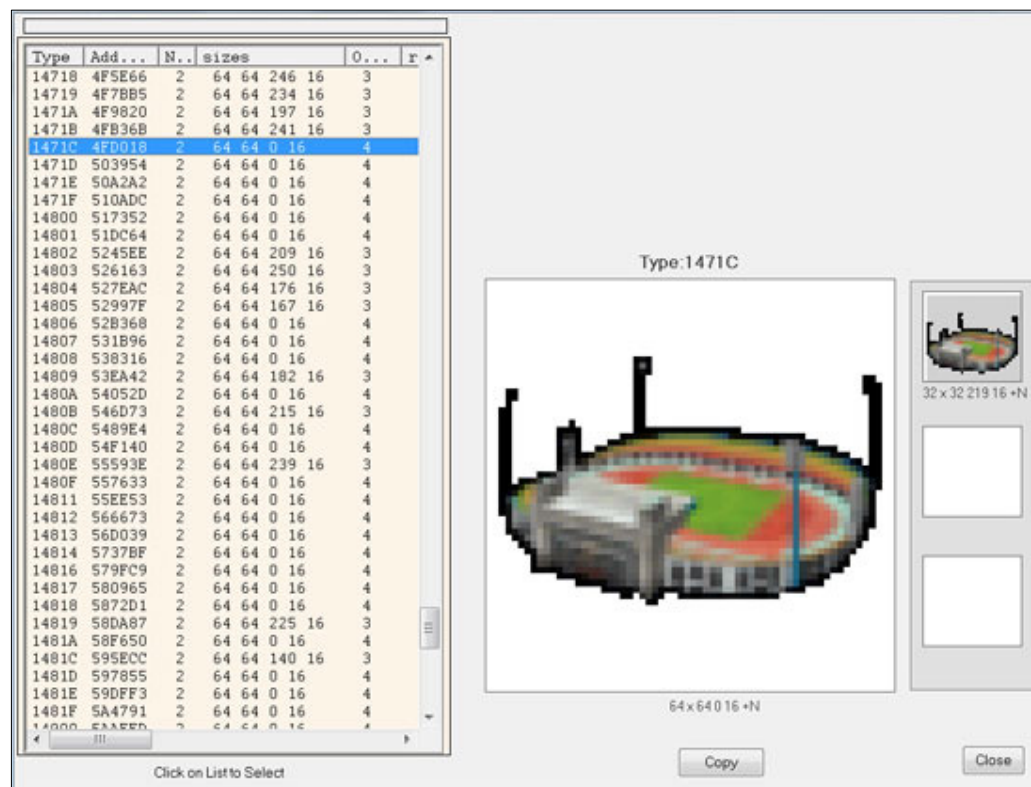 Type Add... N.. sizes O... r
14718 4F5E66 2 64 64 246 16 3
14719 4F7BB5 2 64 64 234 16 3
1471A 4F9820 2 64 64 197 16 3
1471B 4FB36B 2 64 64 241 16 3
1471C 4FD018 2 64 64 0 16 4
1471D 503954 2 64 64 0 16 4
1471E 50A2A2 2 64 64 0 16 4
1471F 510ADC 2 64 64 0 16 4
14800 517352 2 64 64 0 16 4
14801 51DC64 2 64 64 0 16 4
14802 5245EE 2 64 64 209 16 3
14803 526163 2 64 64 250 16 3
14804 527EAC 2 64 64 176 16 3
14805 52997F 2 64 64 167 16 3
14806 52B368 2 64 64 0 16 4
14807 531B96 2 64 64 0 16 4
14808 538316 2 64 64 0 16 4
14809 53EA42 2 64 64 182 16 3
1480A 54052D 2 64 64 0 16 4
1480B 546D73 2 64 64 215 16 3
1480C 5489E4 2 64 64 0 16 4
1480D 54F140 2 64 64 0 16 4
1480E 55593E 2 64 64 239 16 3
1480F 557633 2 64 64 0 16 4
14811 55EE53 2 64 64 0 16 4
14812 566673 2 64 64 0 16 4
14813 56D039 2 64 64 0 16 4
14814 5737BF 2 64 64 0 16 4
14816 579FC9 2 64 64 0 16 4
14817 580965 2 64 64 0 16 4
14818 5872D1 2 64 64 0 16 4
14819 58DA87 2 64 64 225 16 3
1481A 58F650 2 64 64 0 16 4
1481C 595ECC 2 64 64 140 16 3
1481D 597855 2 64 64 0 16 4
1481E 59DFF3 2 64 64 0 16 4
1481F 5A4791 2 64 64 0 16 4
Click on List to Select
Type:1471C
64 x 64 0 16 +N
32 x 32 219 16 +N
Copy
Close